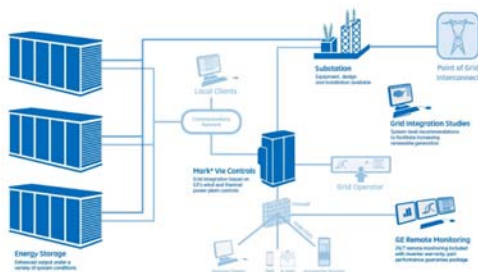 Substation
Equipment, design
and installation available
Point of Grid
Interconnect
Local Clients
Communications
Network
Grid Integration Studies
System level recommendations
to facilitate increasing
renewable generation
Mark* VIe Controls
Grid integration based on
GE's wind and thermal
power plant controls
Grid Operator
Firewall
Energy Storage
Enhanced output under a
variety of system conditions
GE Remote Monitoring
24/7 remote monitoring included
with inverter warranty, part
performance guarantees package